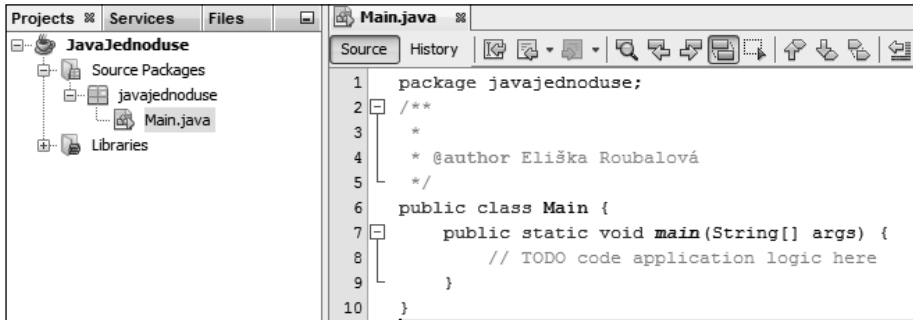 Projects Services Files
JavaJednoduse
Source Packages
javajednoduse
Main.java
Libraries
Main.java
Source History
1 package javajednoduse;
2 /**
3 *
4 * @author Eliška Roubalová
5 */
6 public class Main {
7 public static void main(String[] args) {
8 // TODO code application logic here
9 }
10 }